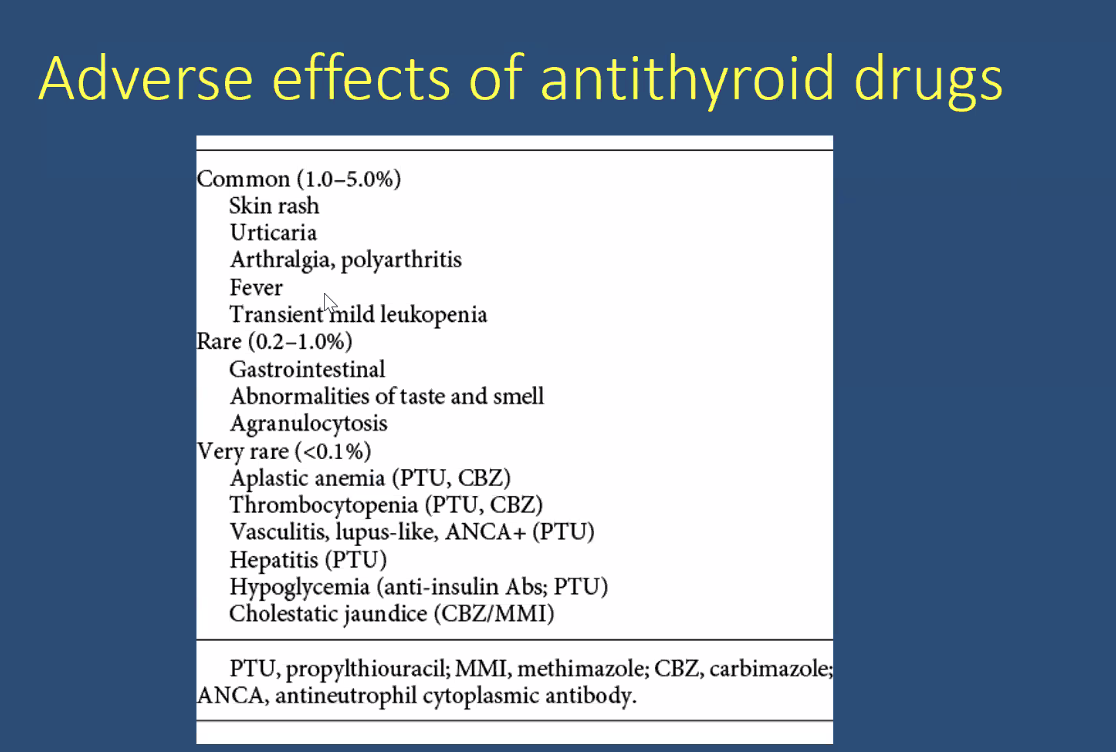 Adverse effects of antithyroid drugs
Common (1.0–5.0%)
Skin rash
Urticaria
Arthralgia, polyarthritis
Fever
Transient mild leukopenia
Rare (0.2–1.0%)
Gastrointestinal
Abnormalities of taste and smell
Agranulocytosis
Very rare (<0.1%)
Aplastic anemia (PTU, CBZ)
Thrombocytopenia (PTU, CBZ)
Vasculitis, lupus-like, ANCA+ (PTU)
Hepatitis (PTU)
Hypoglycemia (anti-insulin Abs; PTU)
Cholestatic jaundice (CBZ/MMI)
PTU, propylthiouracil; MMI, methimazole; CBZ, carbimazole;
ANCA, antineutrophil cytoplasmic antibody.